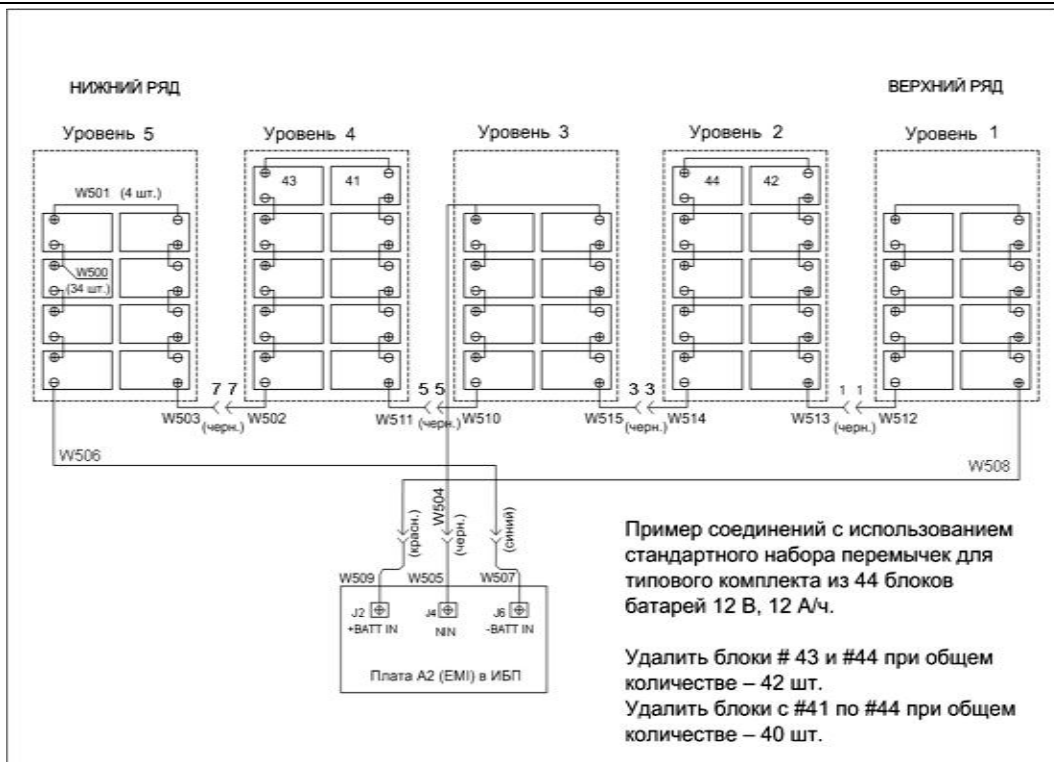 НИЖНИЙ РЯД
ВЕРХНИЙ РЯД
Уровень 5
Уровень 4
Уровень 3
Уровень 2
Уровень 1
W501 (4 шт.)
43
41
44
42
W500
(34 шт.)
7 7
5 5
3 3
1 1
W503
(черн.)
W502
W511
(черн.)
W510
W515
(черн.)
W514
W513
(черн.)
W512
W506
W508
(красн.)
W504
(черн.)
(синий)
W509
W505
W507
J2
+BATT IN
J4
NIN
J6
-BATT IN
Плата А2 (EMI) в ИБП
Пример соединений с использованием
стандартного набора перемычек для
типового комплекта из 44 блоков
батарей 12 В, 12 А/ч.
Удалить блоки # 43 и #44 при общем
количестве – 42 шт.
Удалить блоки с #41 по #44 при общем
количестве – 40 шт.